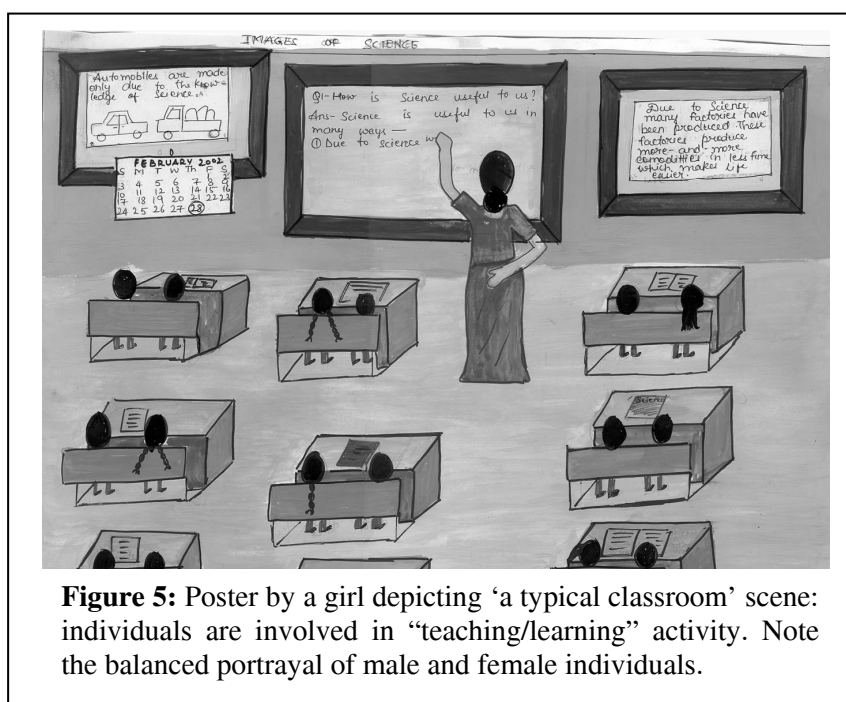 IMAGES OF SCIENCE
Automobiles are made
only due to the know-
ledge of Science.
FEBRUARY 2002
S M T W Th F S
1 2
3 4 5 6 7 8 9
10 11 12 13 14 15 16
17 18 19 20 21 22 23
24 25 26 27 28
Q1- How is Science useful to us?
Ans- Science is useful to us in
many ways —
① Due to science w
Due to Science
many factories have
been produced. These
factories produce
more and more
comodities in less time
which makes life
easier.
Science
Figure 5: Poster by a girl depicting ‘a typical classroom’ scene:
individuals are involved in “teaching/learning” activity. Note
the balanced portrayal of male and female individuals.